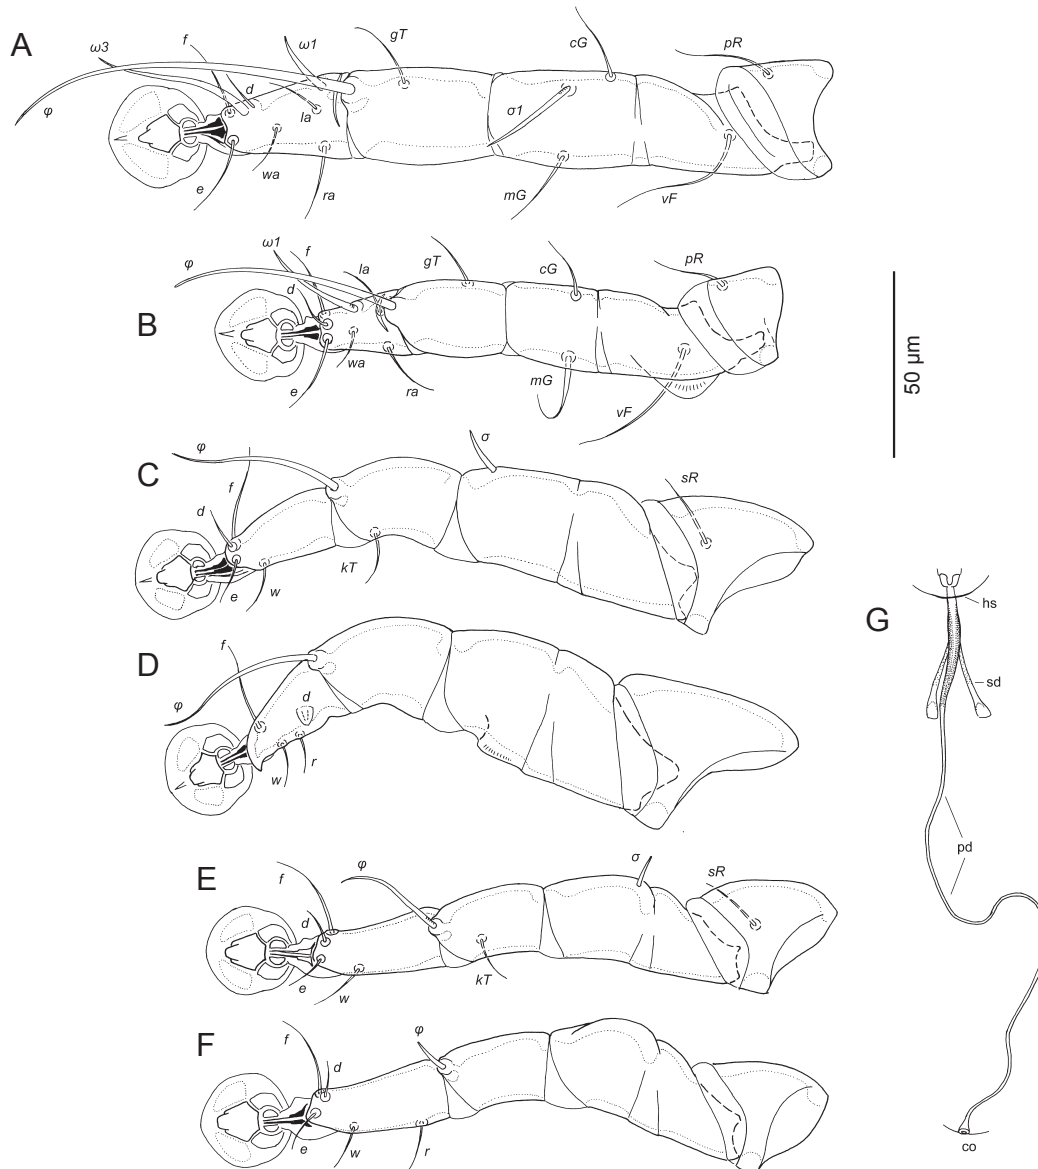 A
ω3
f
ω1
gT
cG
pR
φ
d
la
σ1
e
wa
ra
mG
vF
B
φ
ω1
f
la
gT
cG
pR
d
wa
e
ra
mG
vF
50 µm
C
φ
σ
sR
f
d
e
w
kT
D
f
φ
d
w
r
E
f
φ
σ
sR
d
e
w
kT
F
f
d
φ
e
w
r
G
hs
sd
pd
co